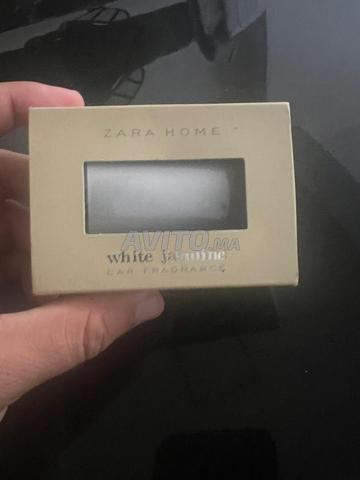 ZARA HOME
AVITO.MA
white jasmine
CAR FRAGRANCE